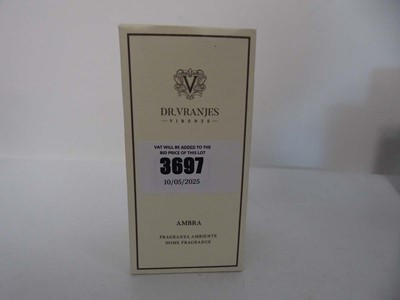 V
DR.VRANJES
FIRENZE
VAT WILL BE ADDED TO THE
BID PRICE OF THIS LOT
3697
10/05/2025
AMBRA
FRAGRANZA AMBIENTE
HOME FRAGRANCE